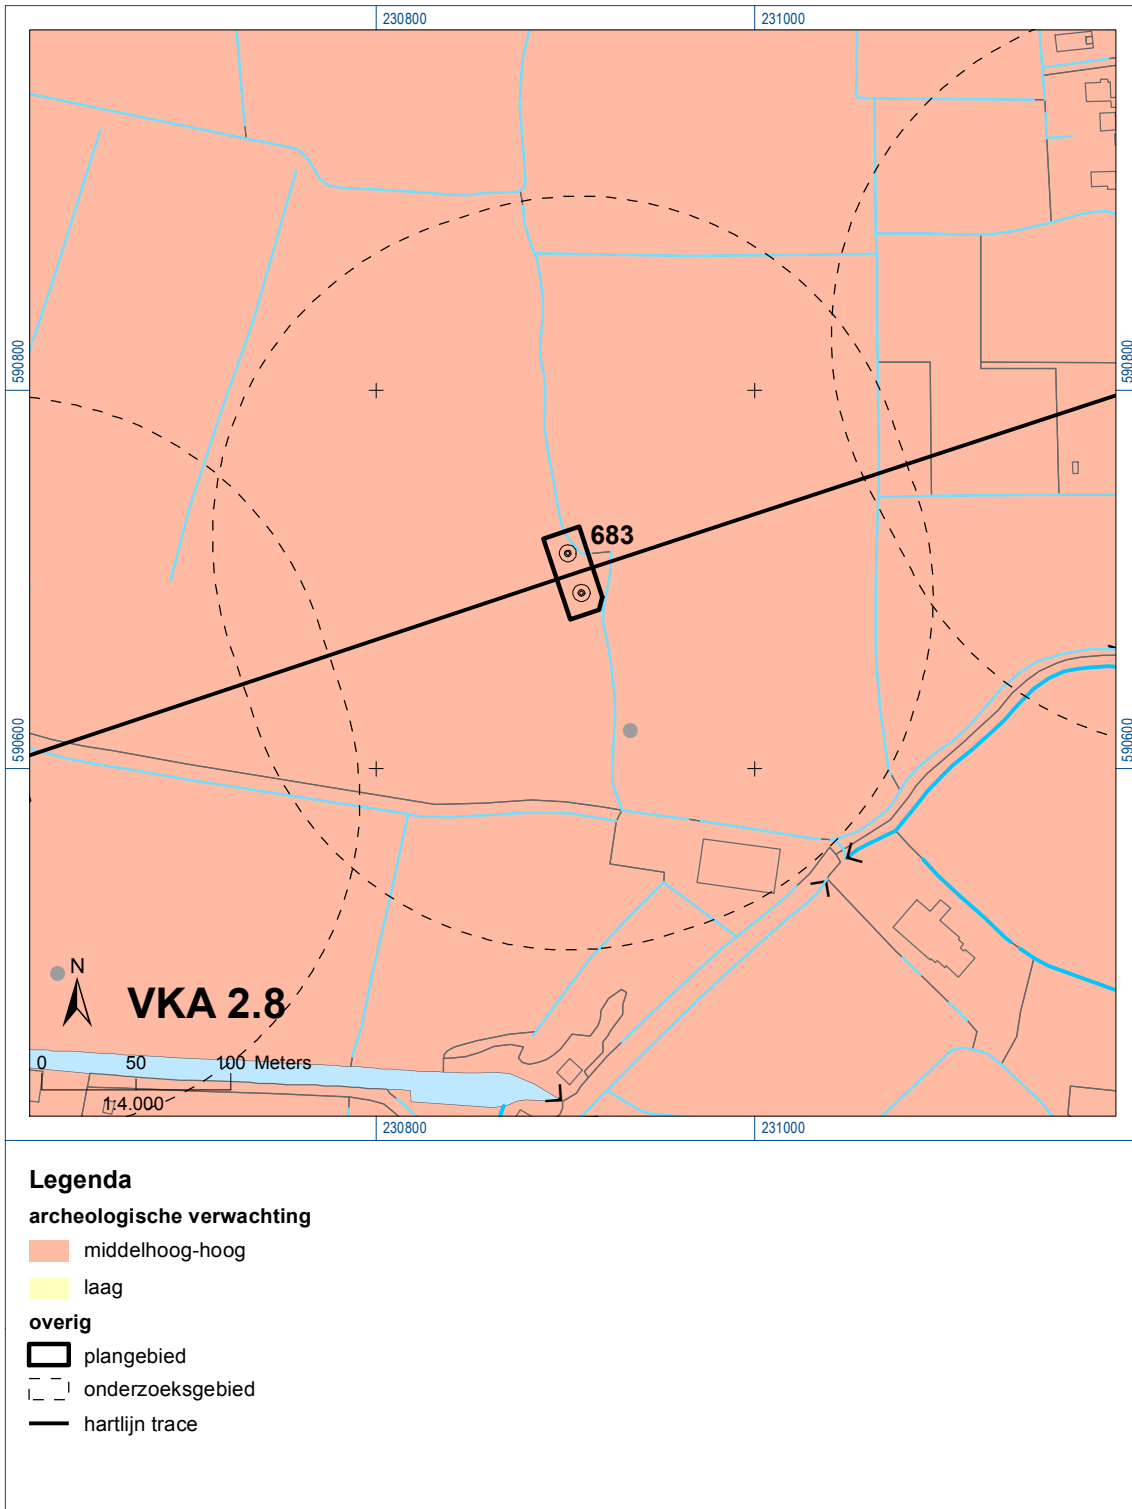 230800
231000
590800
590800
683
590600
590600
N
VKA 2.8
0 50 100 Meters
1:4.000
230800
231000
Legenda
archeologische verwachting
middelhoog-hoog
laag
overig
plangebied
onderzoeksgebied
hartlijn trace